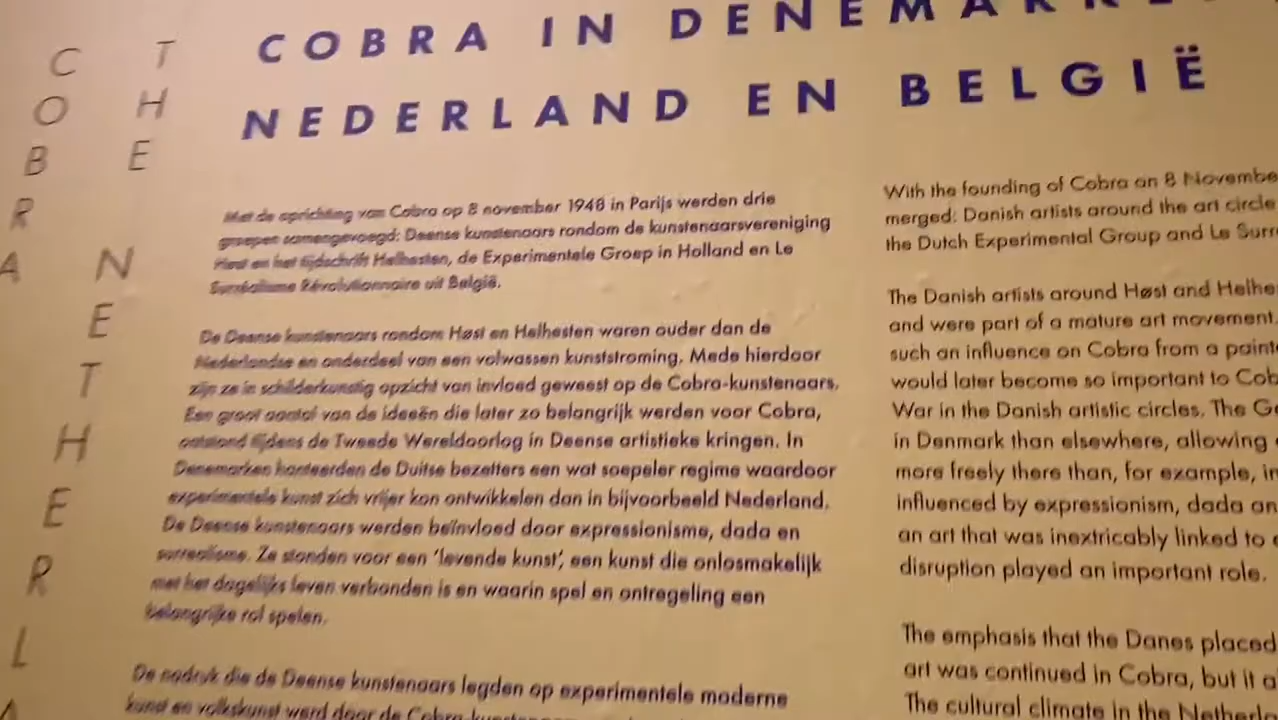 COBRA
THE NETHERLA
COBRA IN DENEMARKE
NEDERLAND EN BELGIË
Met de oprichting van Cobra op 8 november 1948 in Parijs werden drie
groepen samengevoegd: Deense kunstenaars rondom de kunstenaarsvereniging
Høst en het tijdschrift Helhesten, de Experimentele Groep in Holland en Le
Surréalisme Révolutionnaire uit België.
De Deense kunstenaars rondom Høst en Helhesten waren ouder dan de
Nederlandse en onderdeel van een volwassen kunststroming. Mede hierdoor
zijn ze in schilderkunstig opzicht van invloed geweest op de Cobra-kunstenaars.
Een groot aantal van de ideeën die later zo belangrijk werden voor Cobra,
ontstond tijdens de Tweede Wereldoorlog in Deense artistieke kringen. In
Denemarken hanteerden de Duitse bezetters een wat soepeler regime waardoor
experimentele kunst zich vrijer kon ontwikkelen dan in bijvoorbeeld Nederland.
De Deense kunstenaars werden beïnvloed door expressionisme, dada en
surrealisme. Ze stonden voor een ‘levende kunst’, een kunst die onlosmakelijk
met het dagelijks leven verbonden is en waarin spel en ontregeling een
belangrijke rol spelen.
De nadruk die de Deense kunstenaars legden op experimentele moderne
kunst en volkskunst werd door de Cobra-kunstenaars
With the founding of Cobra on 8 Novembe
merged: Danish artists around the art circle
the Dutch Experimental Group and Le Surr
The Danish artists around Høst and Helhe
and were part of a mature art movement.
such an influence on Cobra from a paint
would later become so important to Cob
War in the Danish artistic circles. The G
in Denmark than elsewhere, allowing
more freely there than, for example, in
influenced by expressionism, dada an
an art that was inextricably linked to
disruption played an important role.
The emphasis that the Danes placed
art was continued in Cobra, but it a
The cultural climate in the Netherl